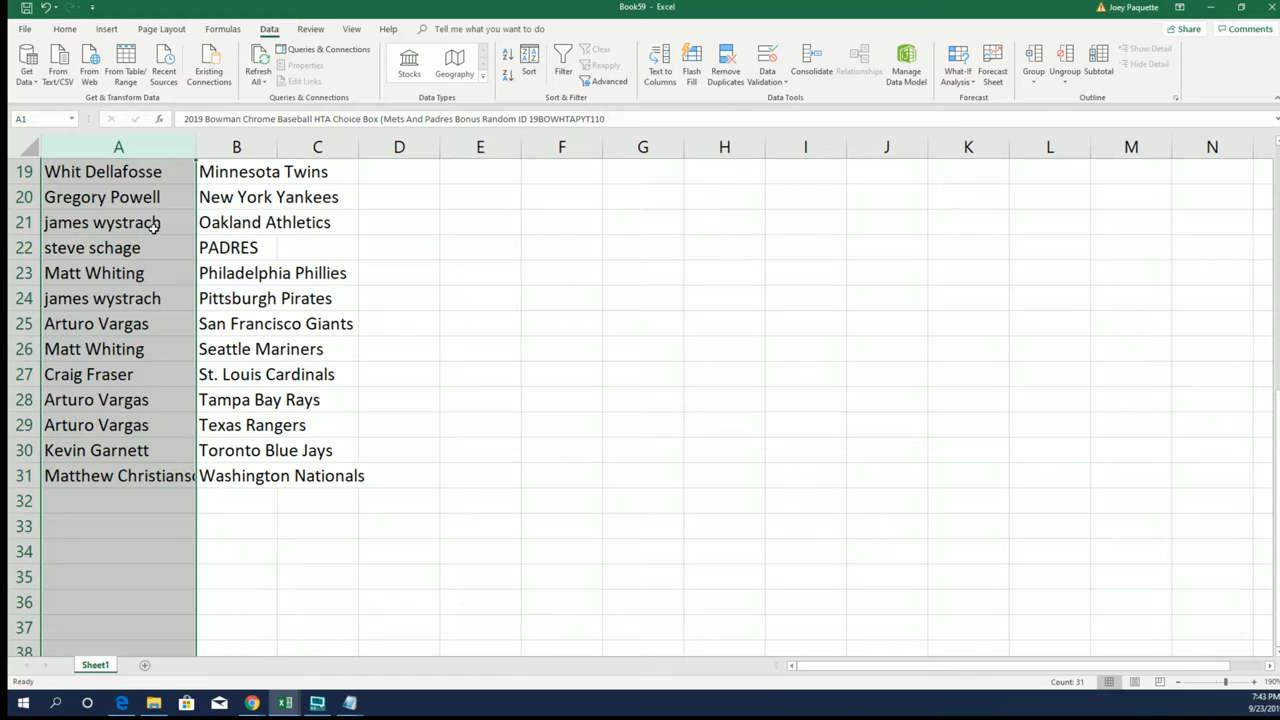 Book59 - Excel
Joey Paquette
File Home Insert Page Layout Formulas Data Review View Help Tell me what you want to do Share Comments
Get Data From Text/CSV From Web From Table/ Range Recent Sources Existing Connections
Get & Transform Data
Refresh All Queries & Connections Properties Edit Links
Queries & Connections
Stocks Geography
Data Types
Sort Filter Clear Reapply Advanced
Sort & Filter
Text to Columns Flash Fill Remove Duplicates Data Validation Consolidate Relationships Manage Data Model
Data Tools
What-If Analysis Forecast Sheet
Forecast
Group Ungroup Subtotal Show Detail Hide Detail
Outline
A1 fx 2019 Bowman Chrome Baseball HTA Choice Box (Mets And Padres Bonus Random ID 19BOWHTAPYT110
A B C D E F G H I J K L M N
19 Whit Dellafosse Minnesota Twins
20 Gregory Powell New York Yankees
21 james wystrach Oakland Athletics
22 steve schage PADRES
23 Matt Whiting Philadelphia Phillies
24 james wystrach Pittsburgh Pirates
25 Arturo Vargas San Francisco Giants
26 Matt Whiting Seattle Mariners
27 Craig Fraser St. Louis Cardinals
28 Arturo Vargas Tampa Bay Rays
29 Arturo Vargas Texas Rangers
30 Kevin Garnett Toronto Blue Jays
31 Matthew Christianso Washington Nationals
32
33
34
35
36
37
38
Sheet1
Ready Count: 31 190%
7:43 PM
9/23/20